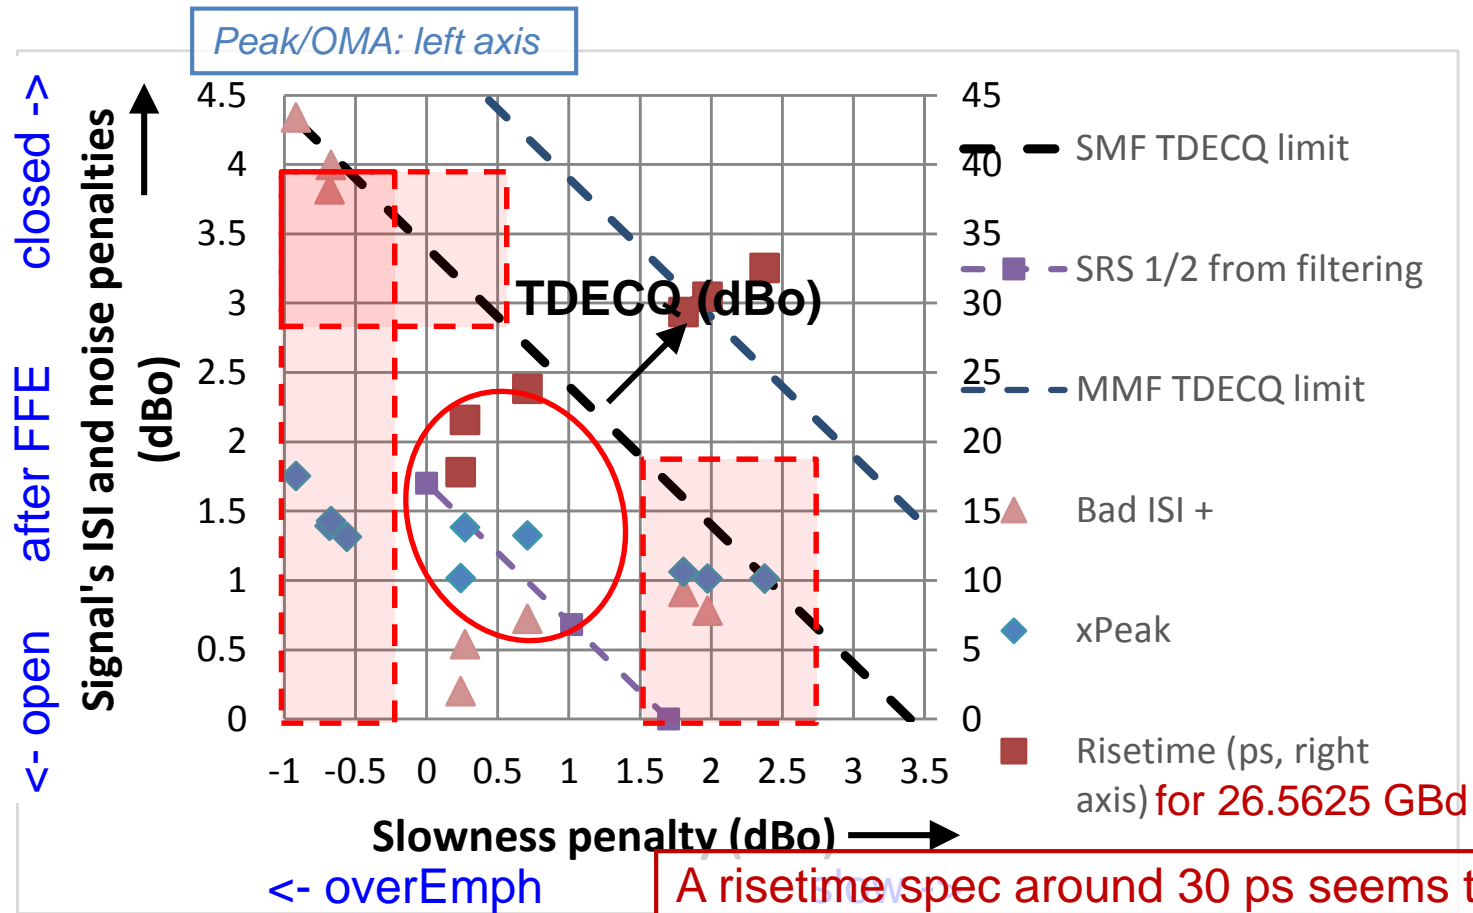 Peak/OMA: left axis
<- open after FFE closed ->
Signal's ISI and noise penalties
(dBo)
4.5
4
3.5
3
2.5
2
1.5
1
0.5
0
45
40
35
30
25
20
15
10
5
0
TDECQ (dBo)
-1 -0.5 0 0.5 1 1.5 2 2.5 3 3.5
Slowness penalty (dBo)
<- overEmph
slow ->
SMF TDECQ limit
SRS 1/2 from filtering
MMF TDECQ limit
Bad ISI +
xPeak
Risetime (ps, right
axis) for 26.5625 GBd
A risetime spec around 30 ps seems t